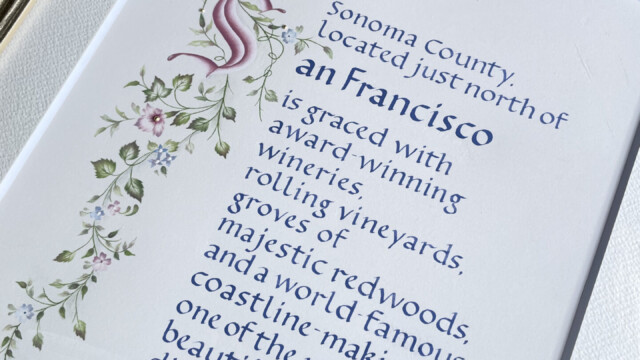 Sonoma County,
located just north of
San Francisco
is graced with
award-winning
wineries,
rolling vineyards,
groves of
majestic redwoods,
and a world-famous
coastline-making
one of the